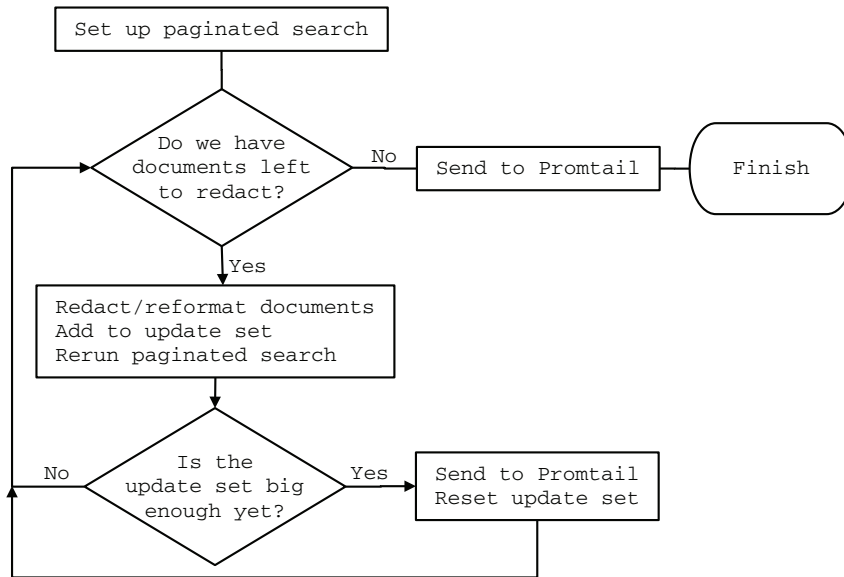 Set up paginated search
Do we have
documents left
to redact?
No
Send to Promtail
Finish
Yes
Redact/reformat documents
Add to update set
Rerun paginated search
No
Is the
update set big
enough yet?
Yes
Send to Promtail
Reset update set